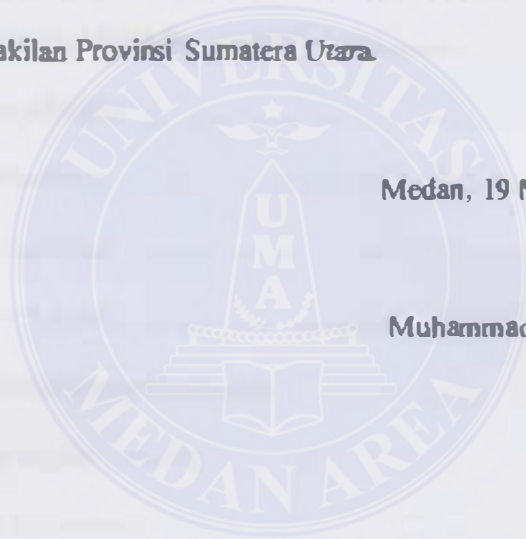 akilan Provinsi Sumatera Utara.
Medan, 19
Muhammad
UNIVERSITAS
UMA
MEDAN AREA